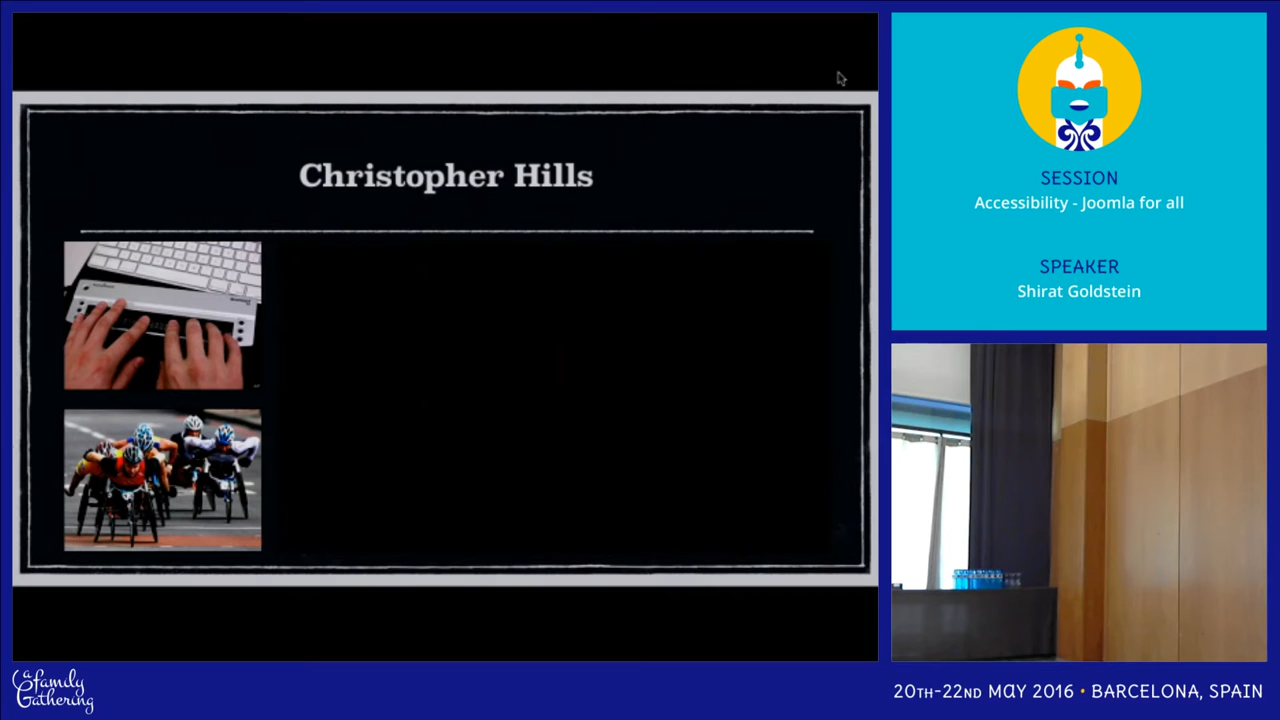 Christopher Hills
SESSION
Accessibility - Joomla for all
SPEAKER
Shirat Goldstein
a family
Gathering
20TH-22ND MAY 2016 • BARCELONA, SPAIN